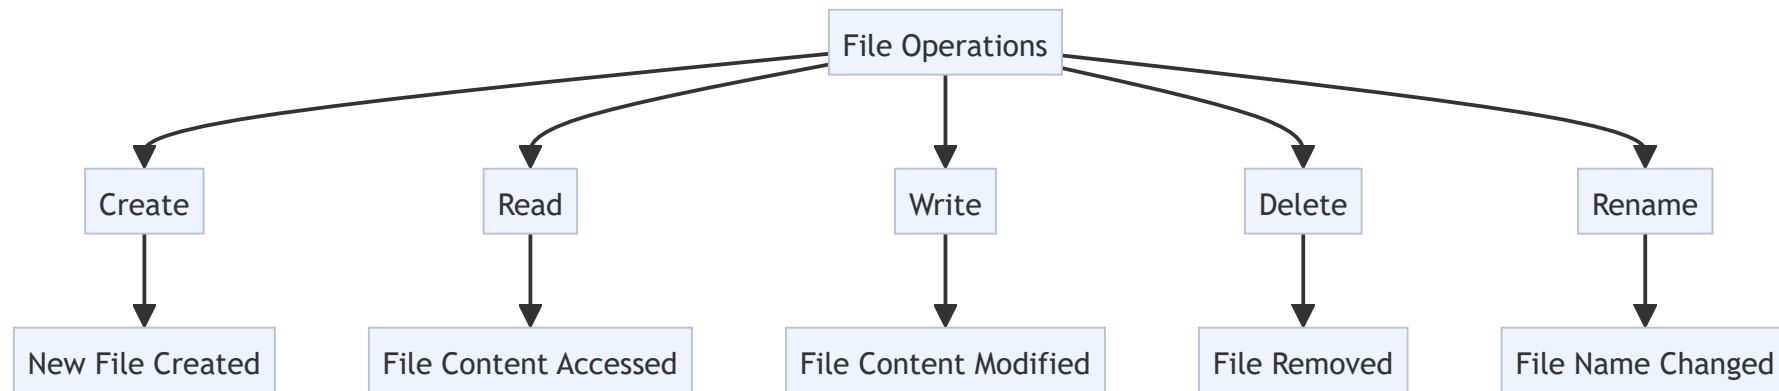 File Operations
Create
Read
Write
Delete
Rename
New File Created
File Content Accessed
File Content Modified
File Removed
File Name Changed